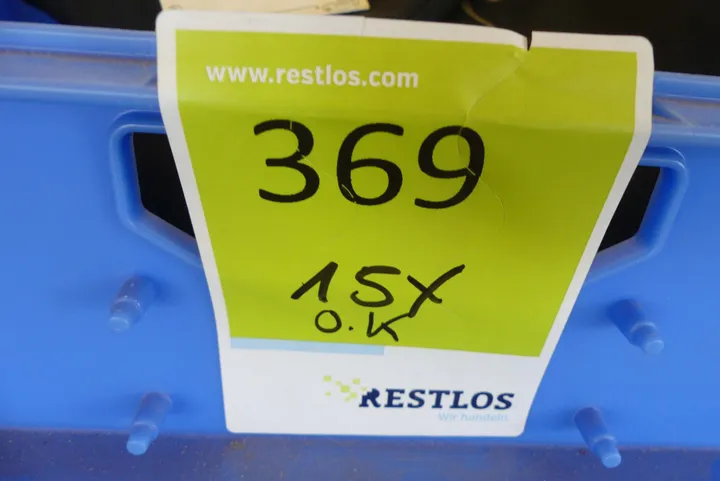 www.restlos.com
369
15X
O.K
RESTLOS
Wir handeln.